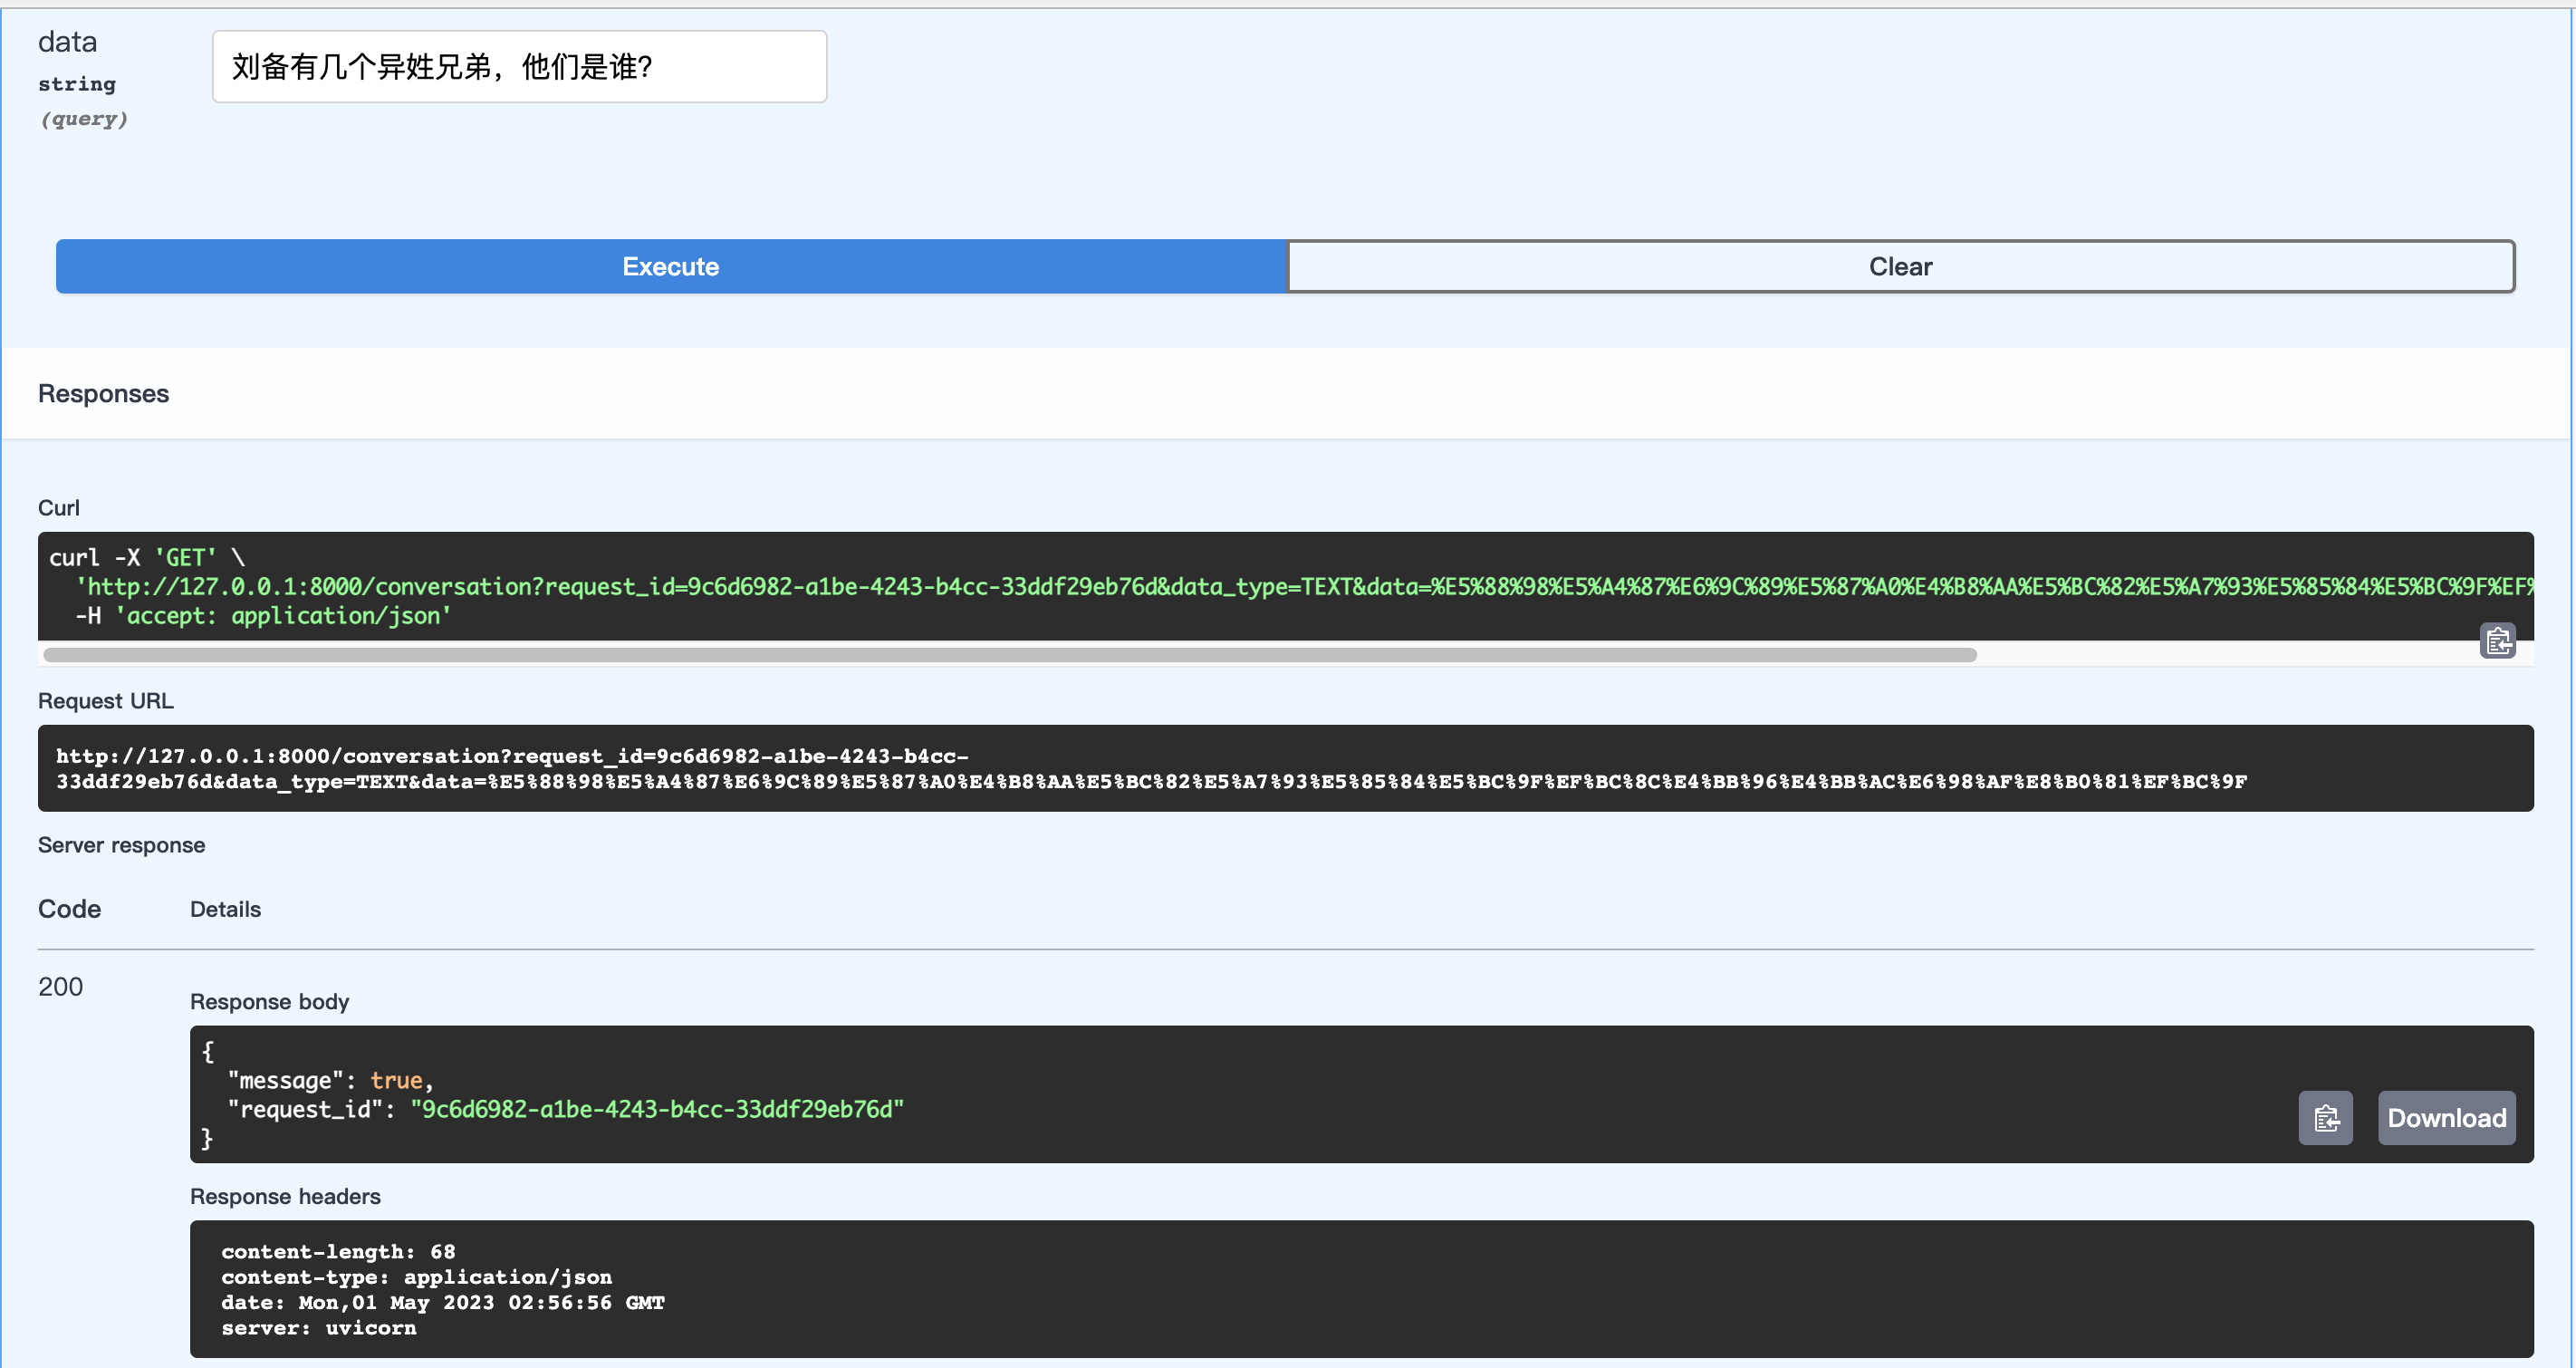 data
刘备有几个异姓兄弟，他们是谁？
string
(query)
Execute
Clear
Responses
Curl
curl -X 'GET' \
'http://127.0.0.1:8000/conversation?request_id=9c6d6982-a1be-4243-b4cc-33ddf29eb76d&data_type=TEXT&data=%E5%88%98%E5%A4%87%E6%9C%89%E5%87%A0%E4%B8%AA%E5%BC%82%E5%A7%93%E5%85%84%E5%BC%9F%EF%
-H 'accept: application/json'
Request URL
http://127.0.0.1:8000/conversation?request_id=9c6d6982-a1be-4243-b4cc-
33ddf29eb76d&data_type=TEXT&data=%E5%88%98%E5%A4%87%E6%9C%89%E5%87%A0%E4%B8%AA%E5%BC%82%E5%A7%93%E5%85%84%E5%BC%9F%EF%BC%8C%E4%BB%96%E4%BB%AC%E6%98%AF%E8%B0%81%EF%BC%9F
Server response
Code Details
200
Response body
{
"message": true,
"request_id": "9c6d6982-a1be-4243-b4cc-33ddf29eb76d"
}
Download
Response headers
content-length: 68
content-type: application/json
date: Mon,01 May 2023 02:56:56 GMT
server: uvicorn